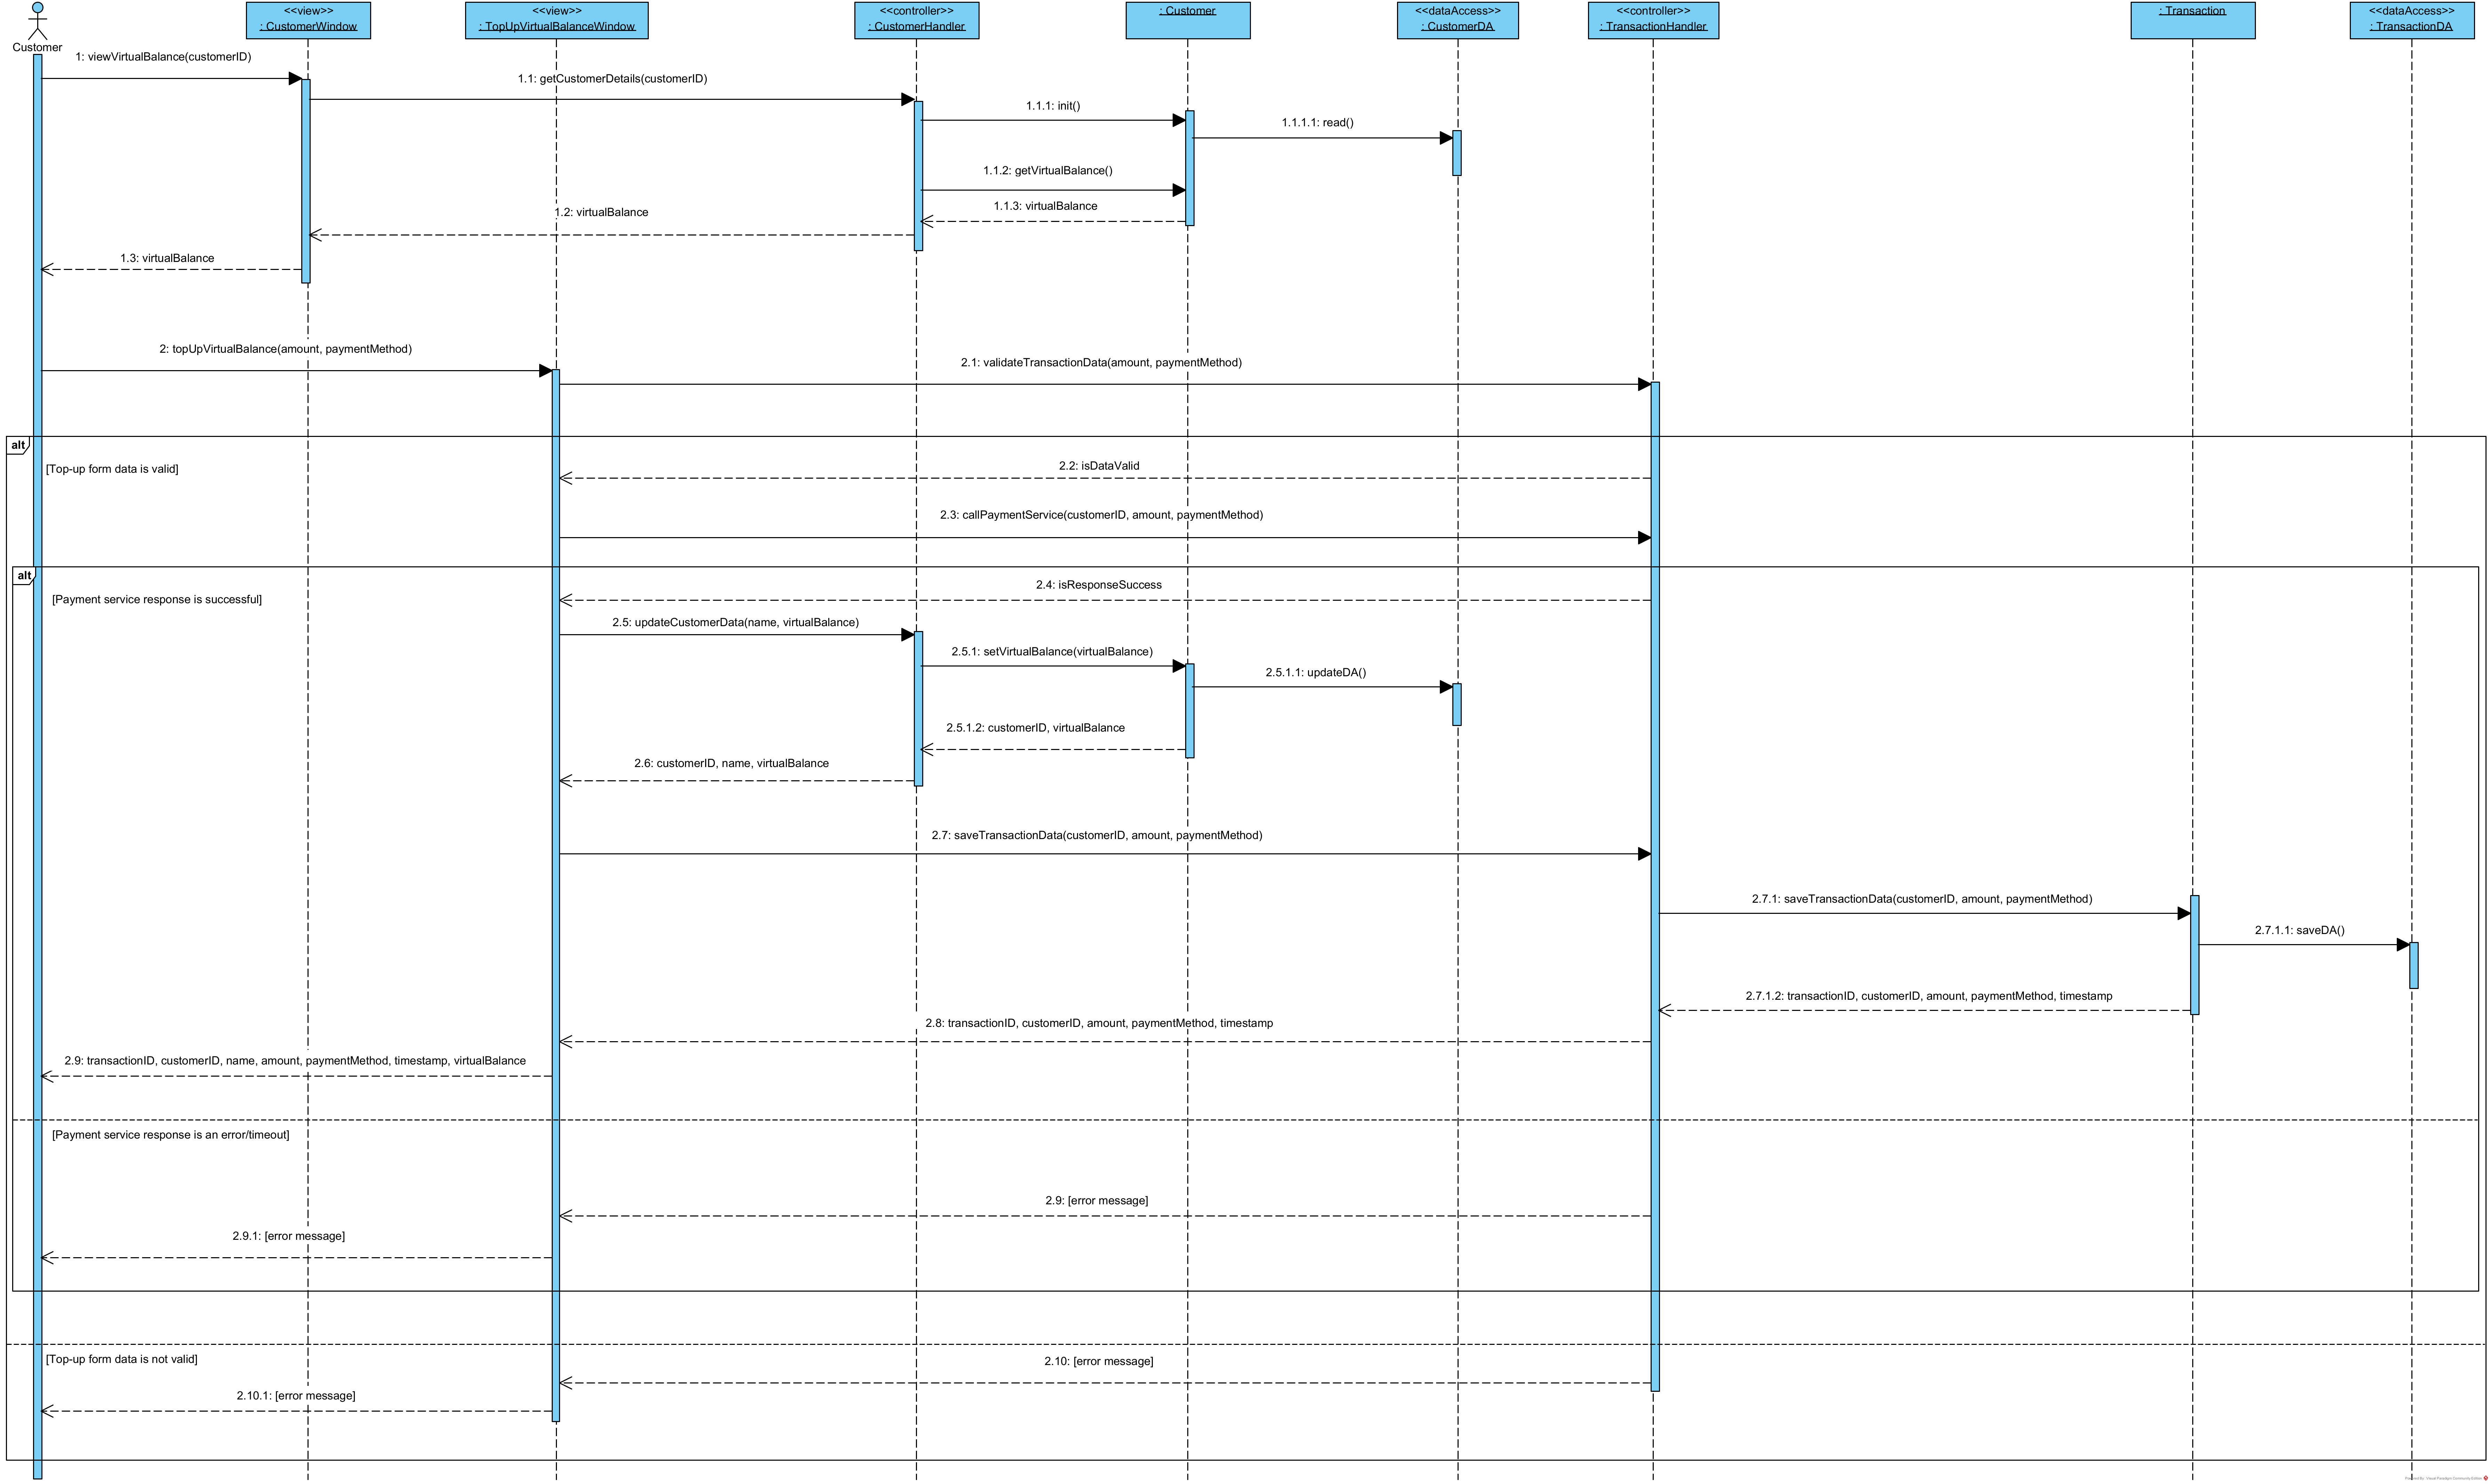 Customer
<<view>>
: CustomerWindow
<<view>>
: TopUpVirtualBalanceWindow
<<controller>>
: CustomerHandler
: Customer
<<dataAccess>>
: CustomerDA
<<controller>>
: TransactionHandler
: Transaction
<<dataAccess>>
: TransactionDA
1: viewVirtualBalance(customerID)
1.1: getCustomerDetails(customerID)
1.1.1: init()
1.1.1.1: read()
1.1.2: getVirtualBalance()
1.1.3: virtualBalance
1.2: virtualBalance
1.3: virtualBalance
2: topUpVirtualBalance(amount, paymentMethod)
2.1: validateTransactionData(amount, paymentMethod)
alt
[Top-up form data is valid]
2.2: isDataValid
2.3: callPaymentService(customerID, amount, paymentMethod)
alt
[Payment service response is successful]
2.4: isResponseSuccess
2.5: updateCustomerData(name, virtualBalance)
2.5.1: setVirtualBalance(virtualBalance)
2.5.1.1: updateDA()
2.5.1.2: customerID, virtualBalance
2.6: customerID, name, virtualBalance
2.7: saveTransactionData(customerID, amount, paymentMethod)
2.7.1: saveTransactionData(customerID, amount, paymentMethod)
2.7.1.1: saveDA()
2.7.1.2: transactionID, customerID, amount, paymentMethod, timestamp
2.8: transactionID, customerID, amount, paymentMethod, timestamp
2.9: transactionID, customerID, name, amount, paymentMethod, timestamp, virtualBalance
[Payment service response is an error/timeout]
2.9: [error message]
2.9.1: [error message]
[Top-up form data is not valid]
2.10: [error message]
2.10.1: [error message]
Powered By Visual Paradigm Community Edition